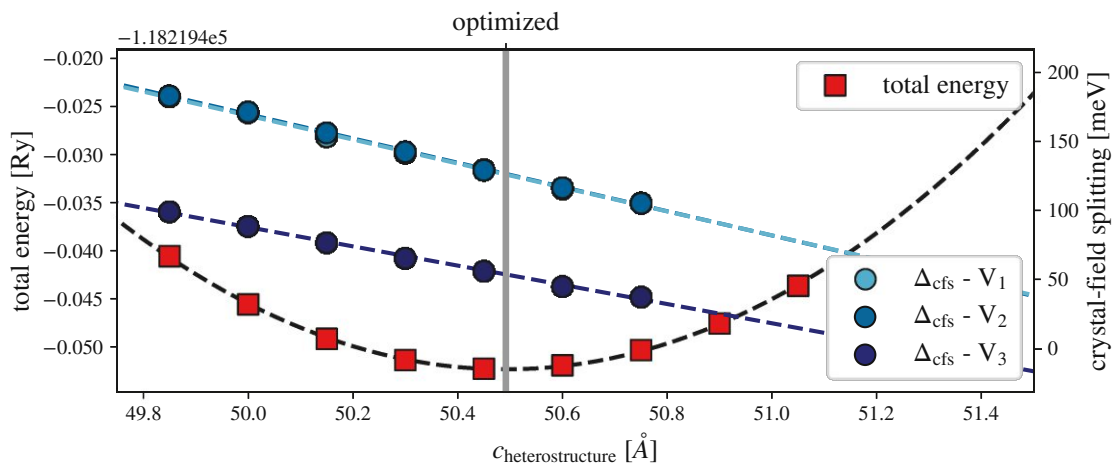 optimized
−1.182194e5
total energy [Ry]
−0.020
−0.025
−0.030
−0.035
−0.040
−0.045
−0.050
total energy
Δcfs - V1
Δcfs - V2
Δcfs - V3
200
150
100
50
0
crystal-field splitting [meV]
49.8 50.0 50.2 50.4 50.6 50.8 51.0 51.2 51.4
cheterostructure [Å]